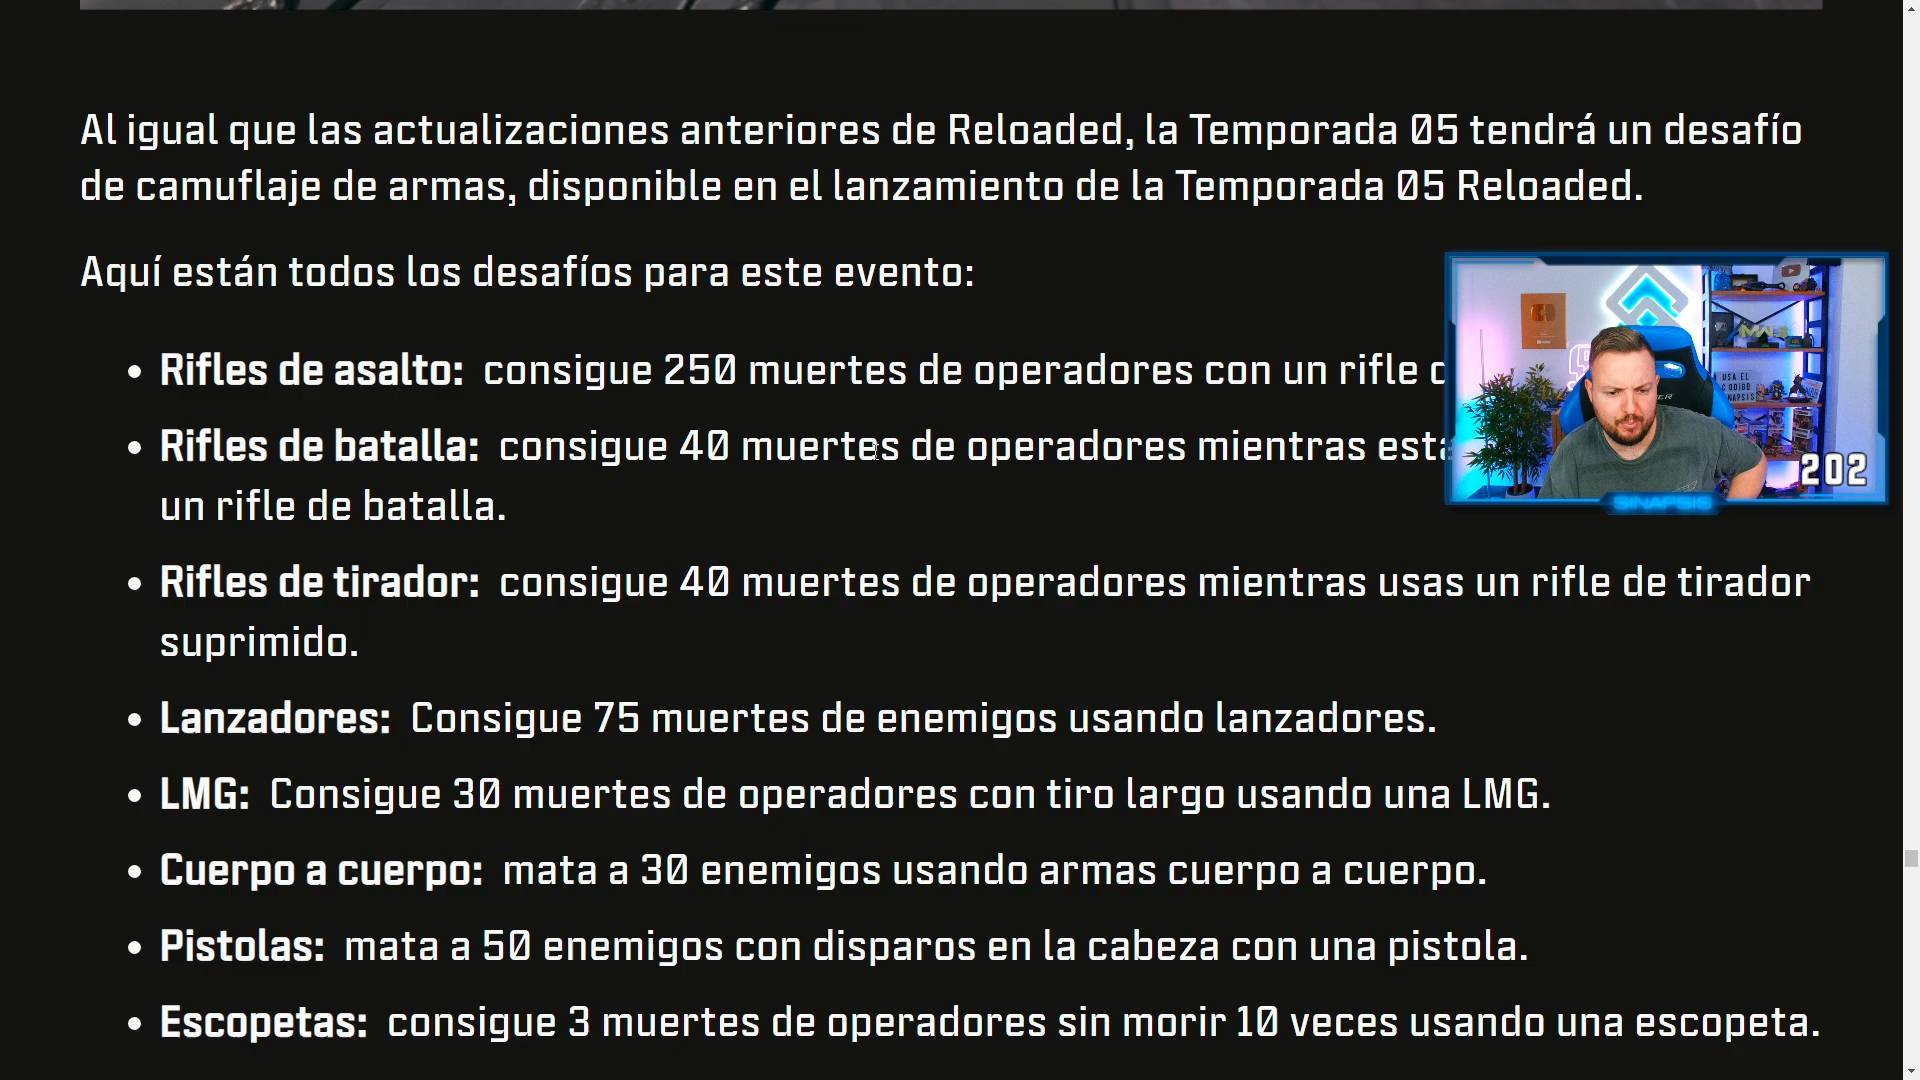 Al igual que las actualizaciones anteriores de Reloaded, la Temporada 05 tendrá un desafío
de camuflaje de armas, disponible en el lanzamiento de la Temporada 05 Reloaded.
Aquí están todos los desafíos para este evento:
Rifles de asalto: consigue 250 muertes de operadores con un rifle
Rifles de batalla: consigue 40 muertes de operadores mientras
un rifle de batalla.
USA EL
CODIGO
SINAPSIS
202
SINAPSIS
Rifles de tirador: consigue 40 muertes de operadores mientras usas un rifle de tirador
suprimido.
Lanzadores: Consigue 75 muertes de enemigos usando lanzadores.
LMG: Consigue 30 muertes de operadores con tiro largo usando una LMG.
Cuerpo a cuerpo: mata a 30 enemigos usando armas cuerpo a cuerpo.
Pistolas: mata a 50 enemigos con disparos en la cabeza con una pistola.
Escopetas: consigue 3 muertes de operadores sin morir 10 veces usando una escopeta.